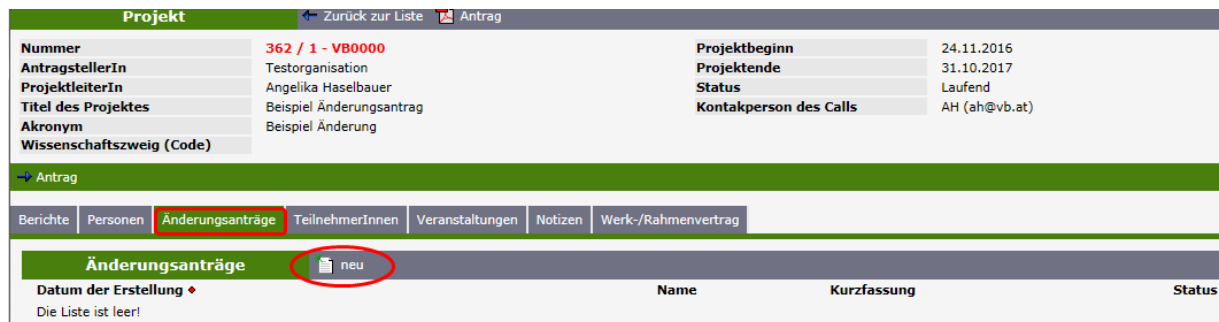 Projekt Zurück zur Liste Antrag
Nummer 362 / 1 - VB0000 Projektbeginn 24.11.2016
AntragstellerIn Testorganisation Projektende 31.10.2017
ProjektleiterIn Angelika Haselbauer Status Laufend
Titel des Projektes Beispiel Änderungsantrag Kontakperson des Calls AH (ah@vb.at)
Akronym Beispiel Änderung
Wissenschaftszweig (Code)
Antrag
Berichte Personen Änderungsanträge TeilnehmerInnen Veranstaltungen Notizen Werk-/Rahmenvertrag
Änderungsanträge neu
Datum der Erstellung Name Kurzfassung Status
Die Liste ist leer!